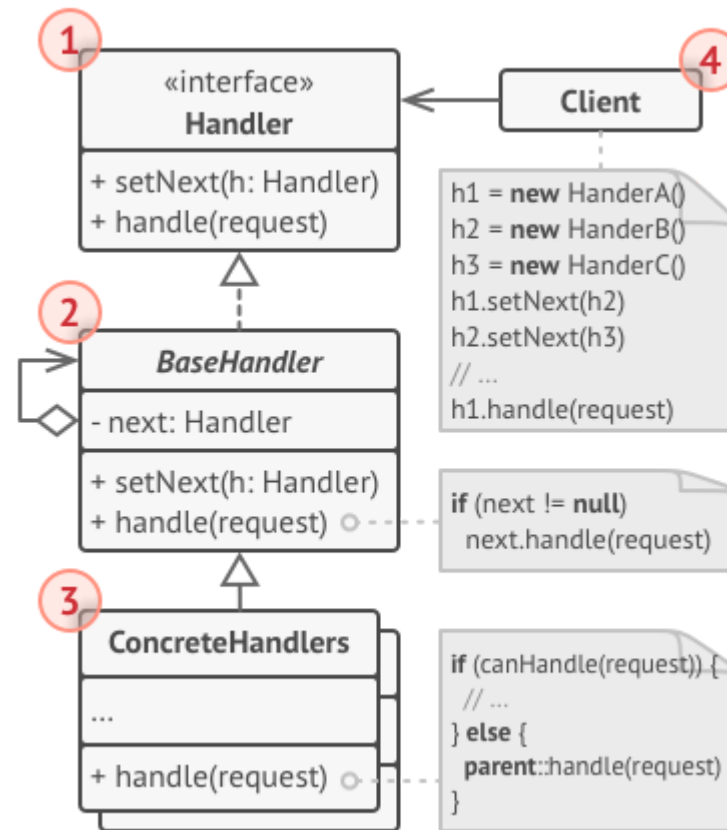 1
«interface»
Handler
+ setNext(h: Handler)
+ handle(request)
4
Client
h1 = new HanderA()
h2 = new HanderB()
h3 = new HanderC()
h1.setNext(h2)
h2.setNext(h3)
// ...
h1.handle(request)
2
BaseHandler
- next: Handler
+ setNext(h: Handler)
+ handle(request)
if (next != null)
next.handle(request)
3
ConcreteHandlers
...
+ handle(request)
if (canHandle(request)) {
// ...
} else {
parent::handle(request)
}